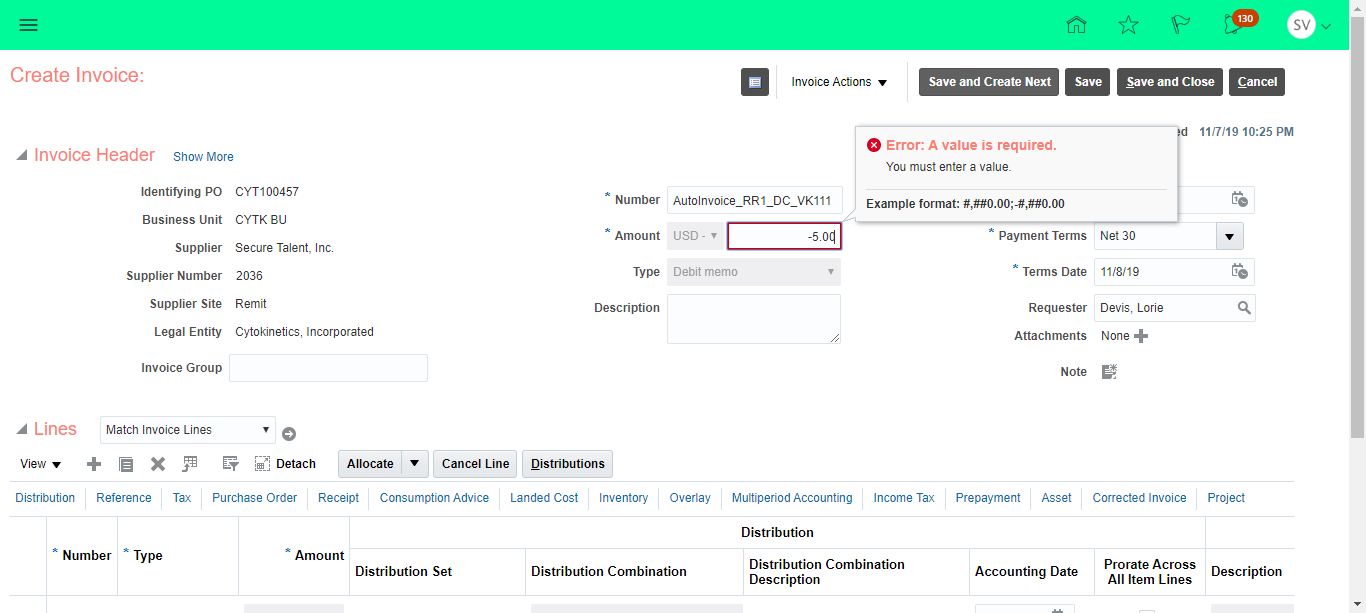 130
SV
Create Invoice:
Invoice Actions
Save and Create Next
Save
Save and Close
Cancel
11/7/19 10:25 PM
Invoice Header
Show More
Error: A value is required.
You must enter a value.
Example format: #,##0.00;-#,##0.00
Identifying PO CYT100457
Business Unit CYTK BU
Supplier Secure Talent, Inc.
Supplier Number 2036
Supplier Site Remit
Legal Entity Cytokinetics, Incorporated
Invoice Group
* Number AutoInvoice_RR1_DC_VK111
* Amount USD - -5.00
Type Debit memo
Description
* Payment Terms Net 30
* Terms Date 11/8/19
Requester Devis, Lorie
Attachments None
Note
Lines
Match Invoice Lines
View
Detach
Allocate
Cancel Line
Distributions
Distribution Reference Tax Purchase Order Receipt Consumption Advice Landed Cost Inventory Overlay Multiperiod Accounting Income Tax Prepayment Asset Corrected Invoice Project
Distribution
* Number
* Type
* Amount
Distribution Set
Distribution Combination
Distribution Combination
Description
Accounting Date
Prorate Across
All Item Lines
Description